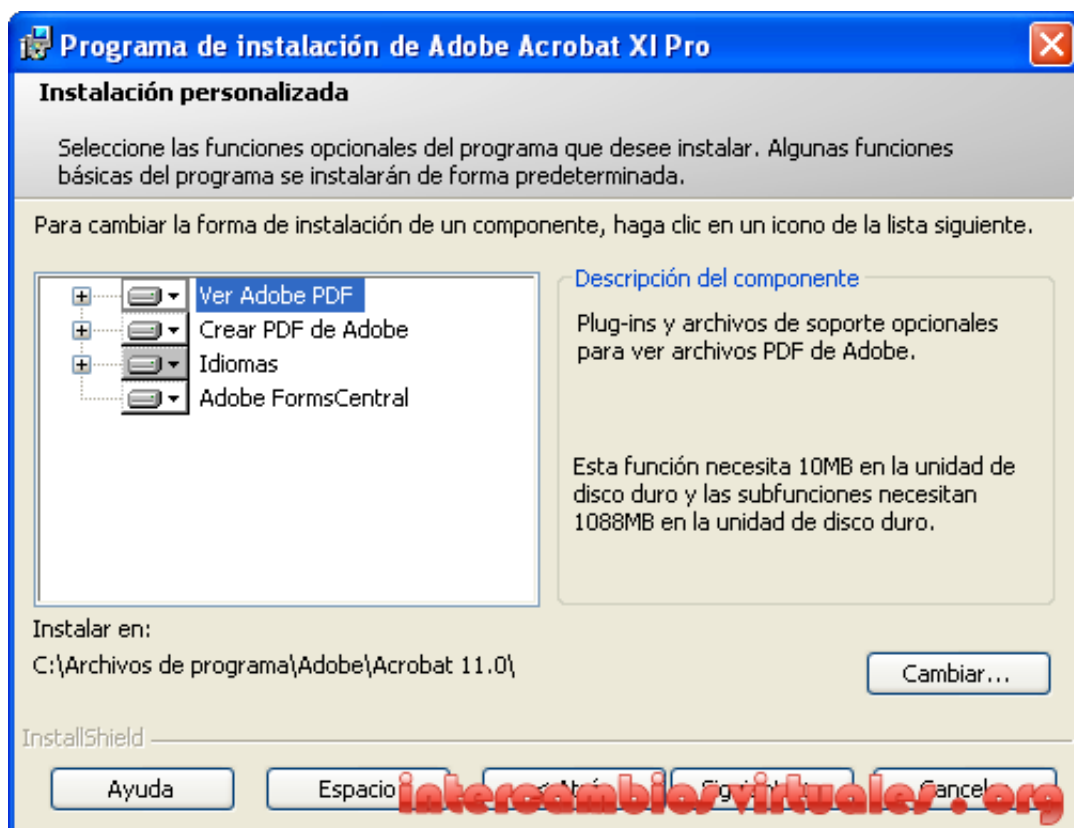 Programa de instalación de Adobe Acrobat XI Pro
Instalación personalizada
Seleccione las funciones opcionales del programa que desee instalar. Algunas funciones
básicas del programa se instalarán de forma predeterminada.
Para cambiar la forma de instalación de un componente, haga clic en un icono de la lista siguiente.
Ver Adobe PDF
Crear PDF de Adobe
Idiomas
Adobe FormsCentral
Descripción del componente
Plug-ins y archivos de soporte opcionales
para ver archivos PDF de Adobe.
Esta función necesita 10MB en la unidad de
disco duro y las subfunciones necesitan
1088MB en la unidad de disco duro.
Instalar en:
C:\Archivos de programa\Adobe\Acrobat 11.0\
Cambiar...
InstallShield
Ayuda
Espacio
intercambiosvirtuales.org